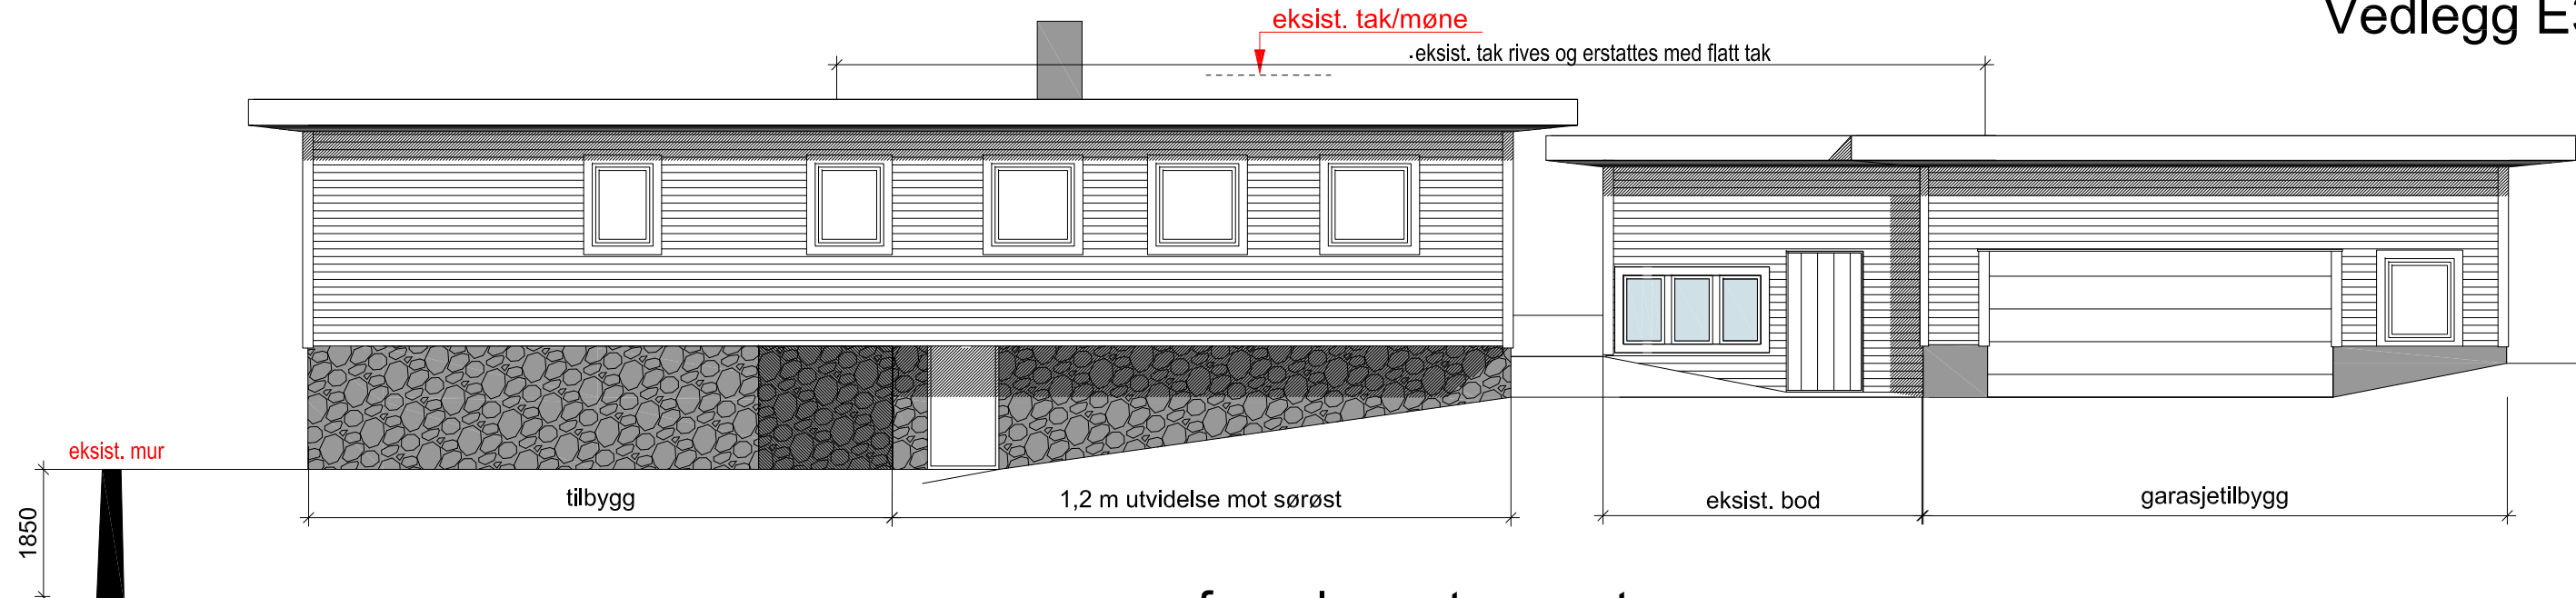 Vedlegg E
eksist. tak/møne
eksist. tak rives og erstattes med flatt tak
eksist. mur
1850
tilbygg
1,2 m utvidelse mot sørøst
eksist. bod
garasjetilbygg